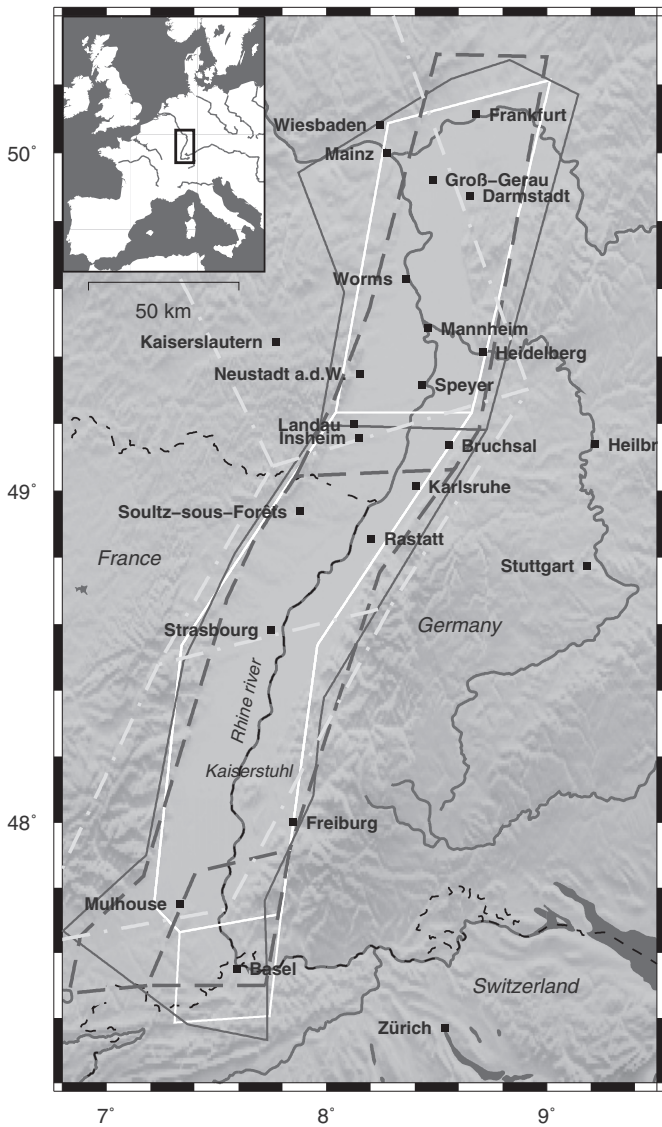 50 km
50°
49°
48°
7°
8°
9°
Wiesbaden
Frankfurt
Mainz
Groß–Gerau
Darmstadt
Worms
Mannheim
Kaiserslautern
Heidelberg
Neustadt a.d.W.
Speyer
Landau
Insheim
Bruchsal
Heilbr
Karlsruhe
Soultz–sous–Forêts
Rastatt
France
Stuttgart
Strasbourg
Germany
Rhine river
Kaiserstuhl
Freiburg
Mulhouse
Basel
Switzerland
Zürich